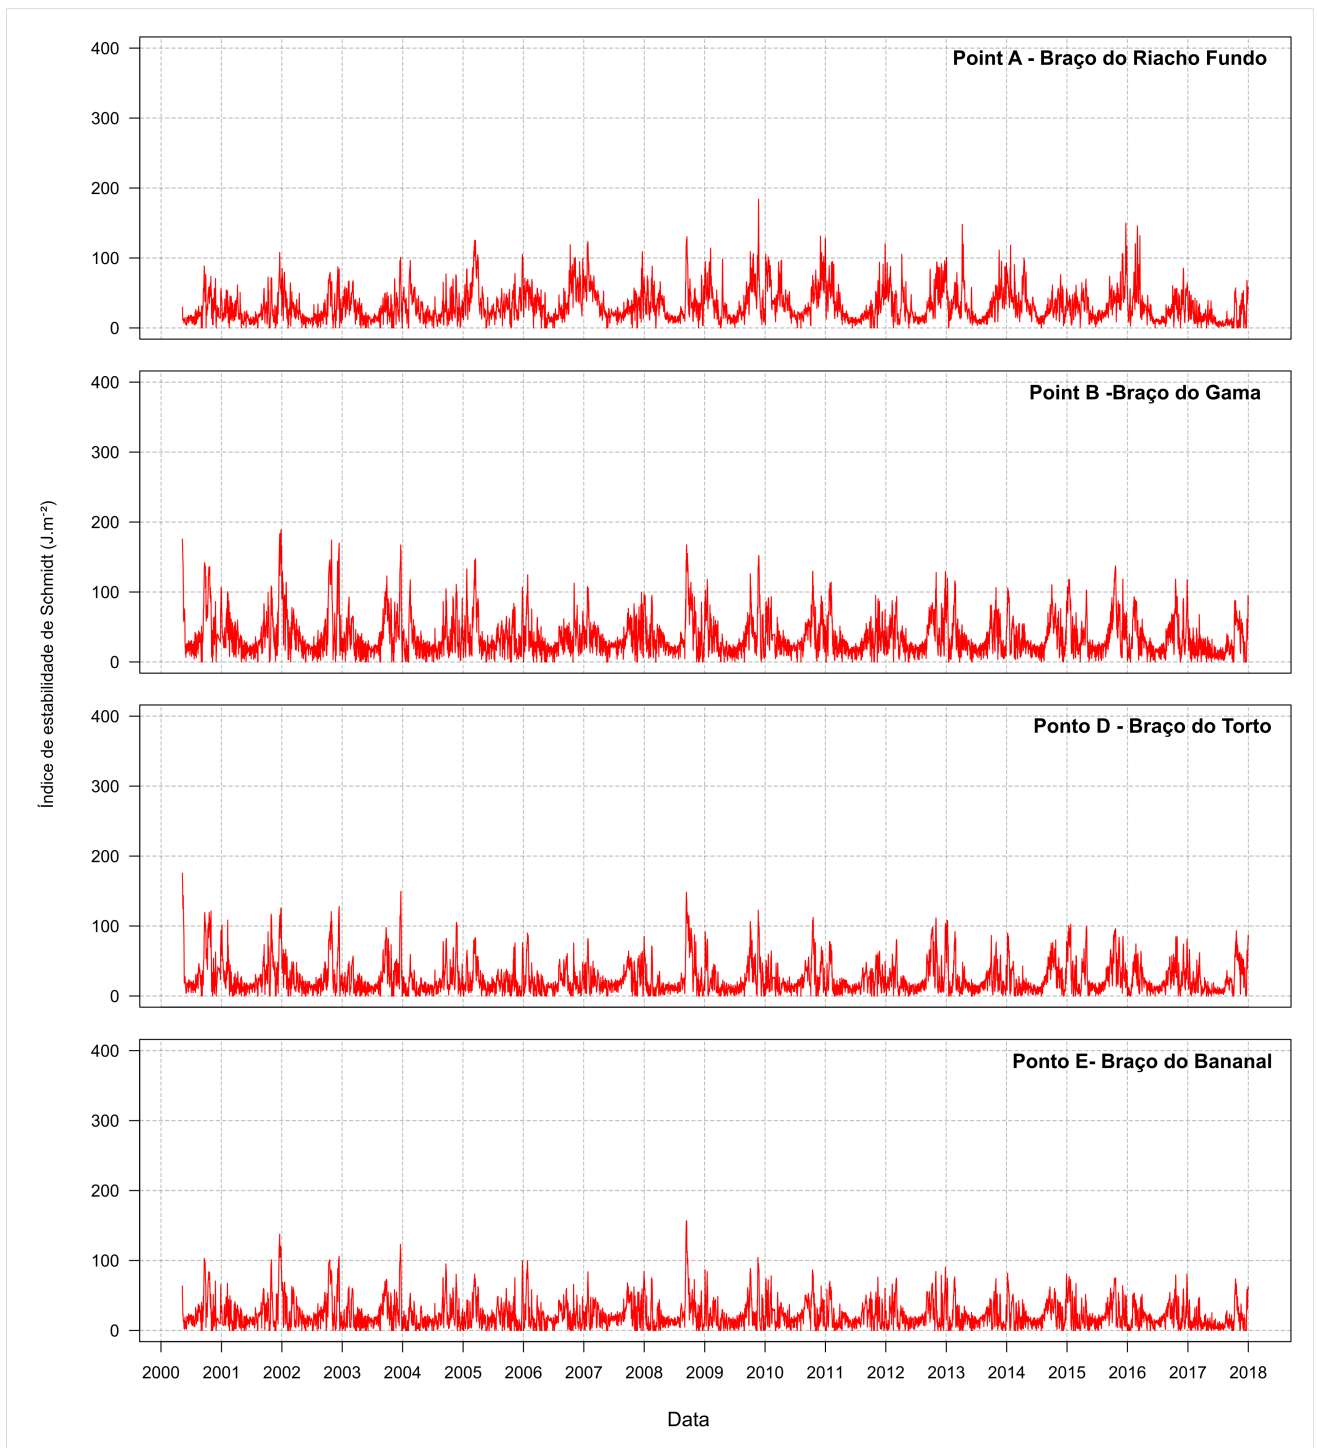 Point A - Braço do Riacho Fundo
400
300
200
100
0
Point B -Braço do Gama
400
300
200
100
0
Índice de estabilidade de Schmidt (J.m⁻²)
Ponto D - Braço do Torto
400
300
200
100
0
Ponto E- Braço do Bananal
400
300
200
100
0
2000 2001 2002 2003 2004 2005 2006 2007 2008 2009 2010 2011 2012 2013 2014 2015 2016 2017 2018
Data